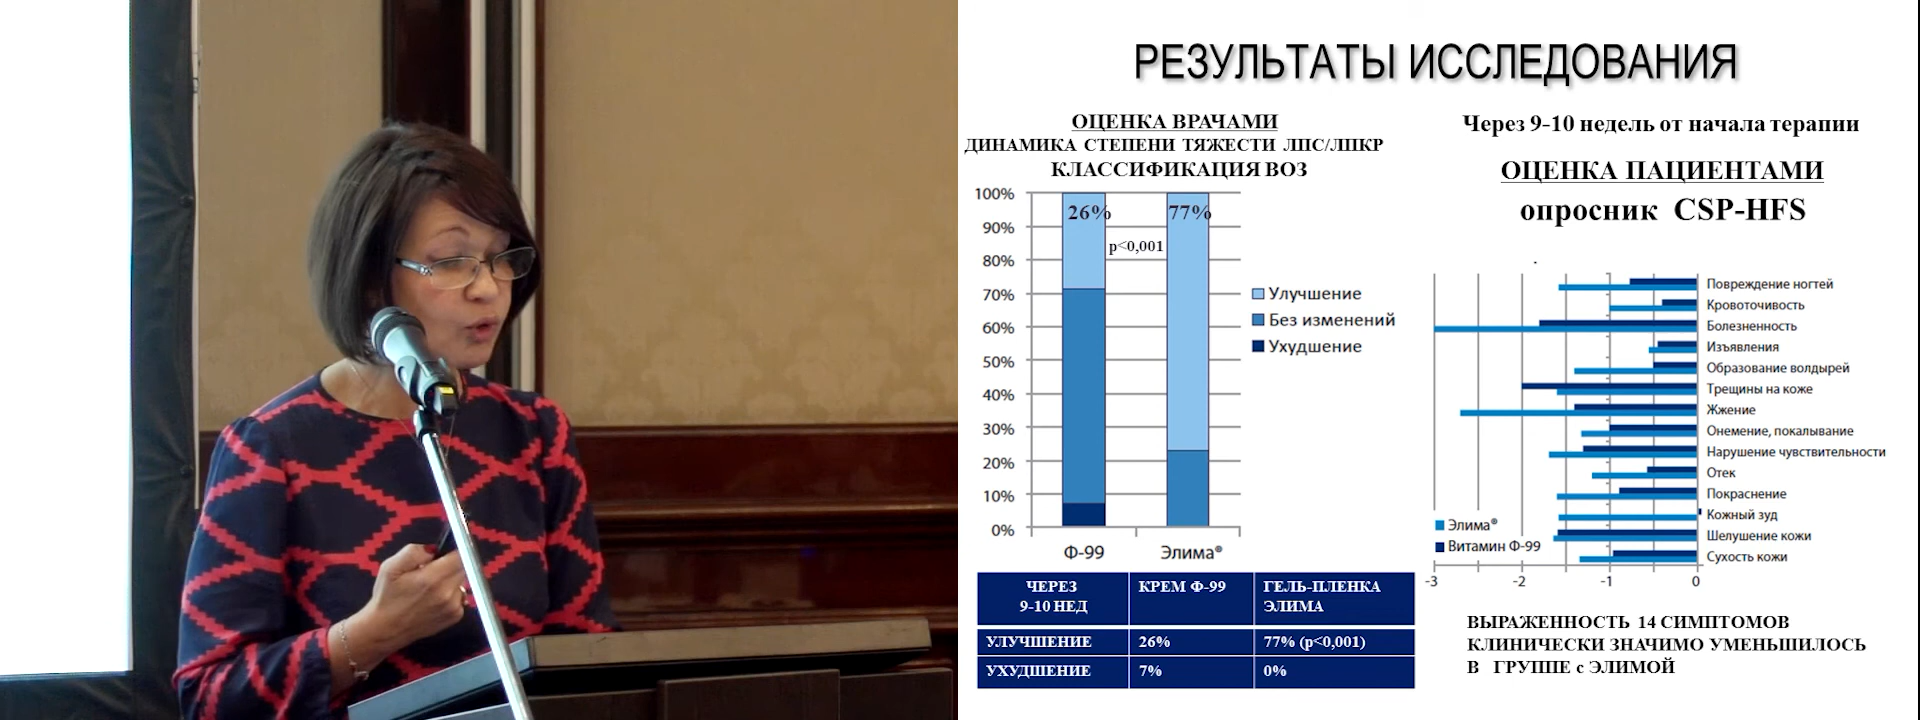 РЕЗУЛЬТАТЫ ИССЛЕДОВАНИЯ
ОЦЕНКА ВРАЧАМИ
ДИНАМИКА СТЕПЕНИ ТЯЖЕСТИ ЛПС/ЛПКР
КЛАССИФИКАЦИЯ ВОЗ
100%
90%
80%
70%
60%
50%
40%
30%
20%
10%
0%
26%
77%
p<0,001
Улучшение
Без изменений
Ухудшение
Ф-99
Элима®
ЧЕРЕЗ
9-10 НЕД
КРЕМ Ф-99
ГЕЛЬ-ПЛЕНКА
ЭЛИМА
УЛУЧШЕНИЕ
26%
77% (p<0,001)
УХУДШЕНИЕ
7%
0%
Через 9-10 недель от начала терапии
ОЦЕНКА ПАЦИЕНТАМИ
опросник CSP-HFS
Повреждение ногтей
Кровоточивость
Болезненность
Изъявления
Образование волдырей
Трещины на коже
Жжение
Онемение, покалывание
Нарушение чувствительности
Отек
Покраснение
Кожный зуд
Шелушение кожи
Сухость кожи
Элима®
Витамин Ф-99
-3
-2
-1
0
ВЫРАЖЕННОСТЬ 14 СИМПТОМОВ
КЛИНИЧЕСКИ ЗНАЧИМО УМЕНЬШИЛОСЬ
В ГРУППЕ с ЭЛИМОЙ